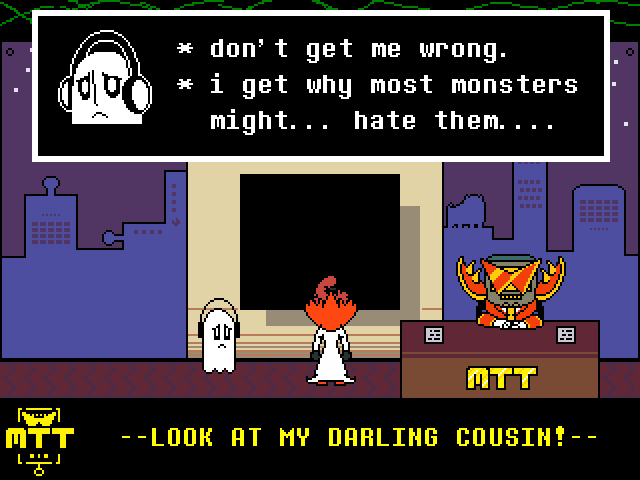 * don't get me wrong.
* i get why most monsters
might... hate them....
MTT
MTT
--LOOK AT MY DARLING COUSIN!--